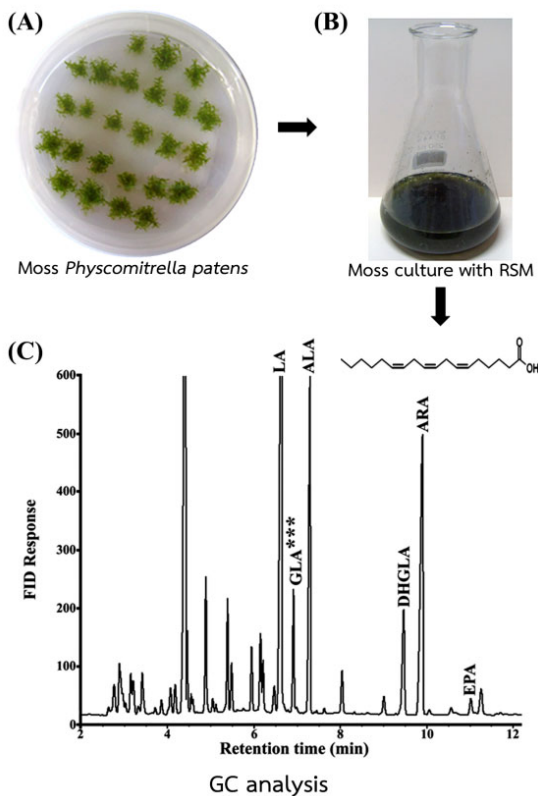 (A)
(B)
Moss Physcomitrella patens
Moss culture with RSM
(C)
O
OH
LA
ALA
GLA***
DHGLA
ARA
EPA
FID Response
600
500
400
300
200
100
0
2
4
6
8
10
12
Retention time (min)
GC analysis